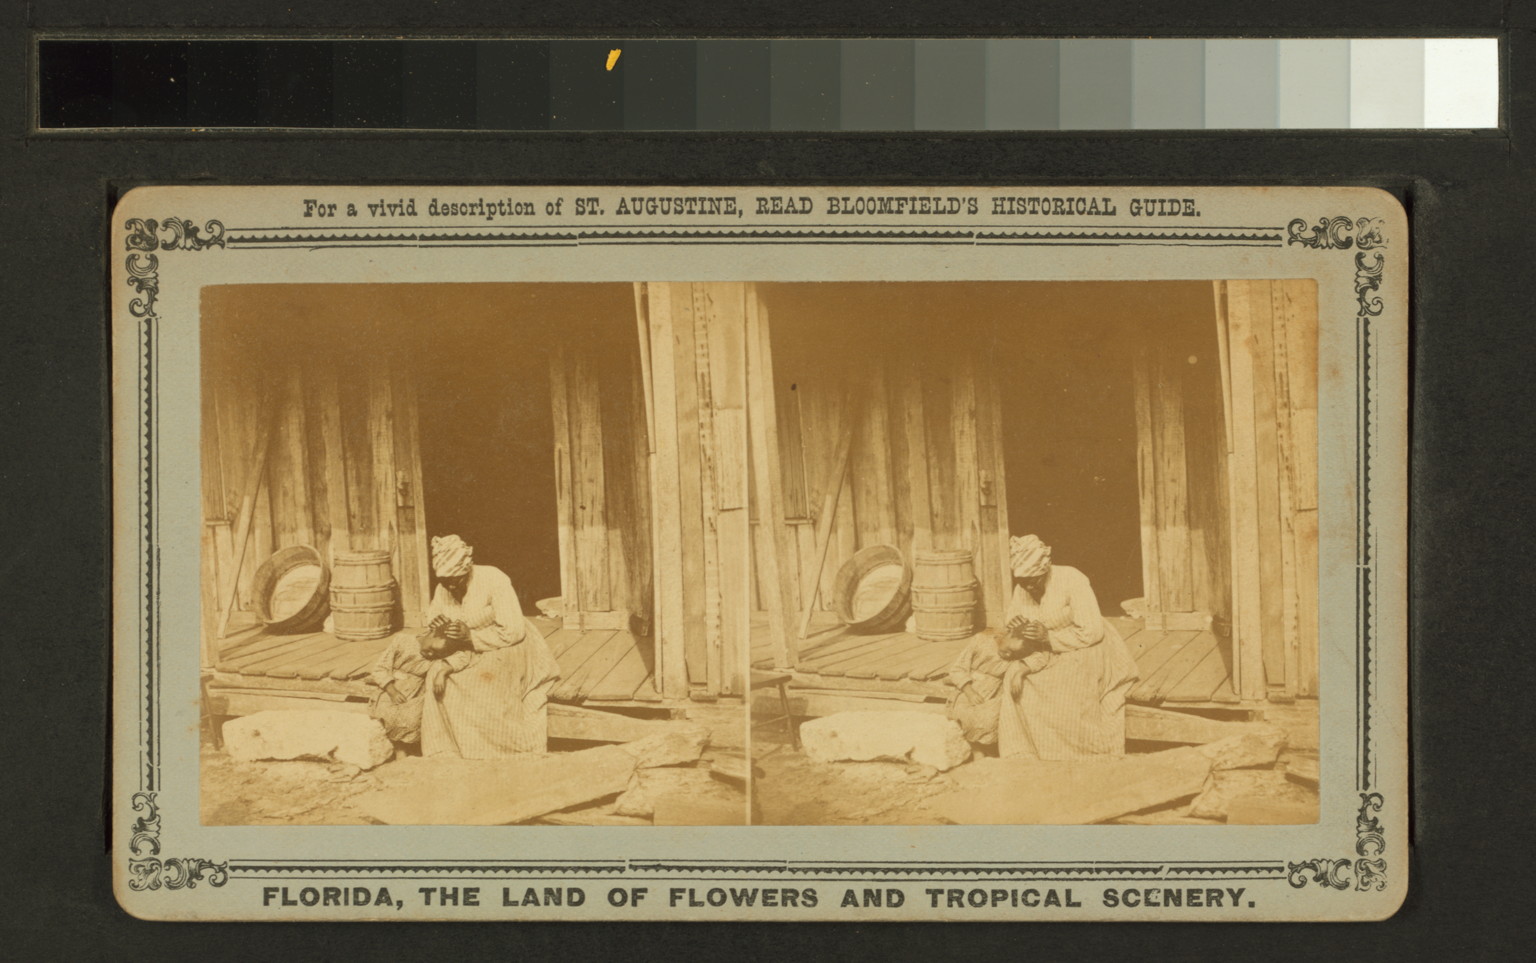 For a vivid description of ST. AUGUSTINE, READ BLOOMFIELD'S HISTORICAL GUIDE.
FLORIDA, THE LAND OF FLOWERS AND TROPICAL SCENERY.